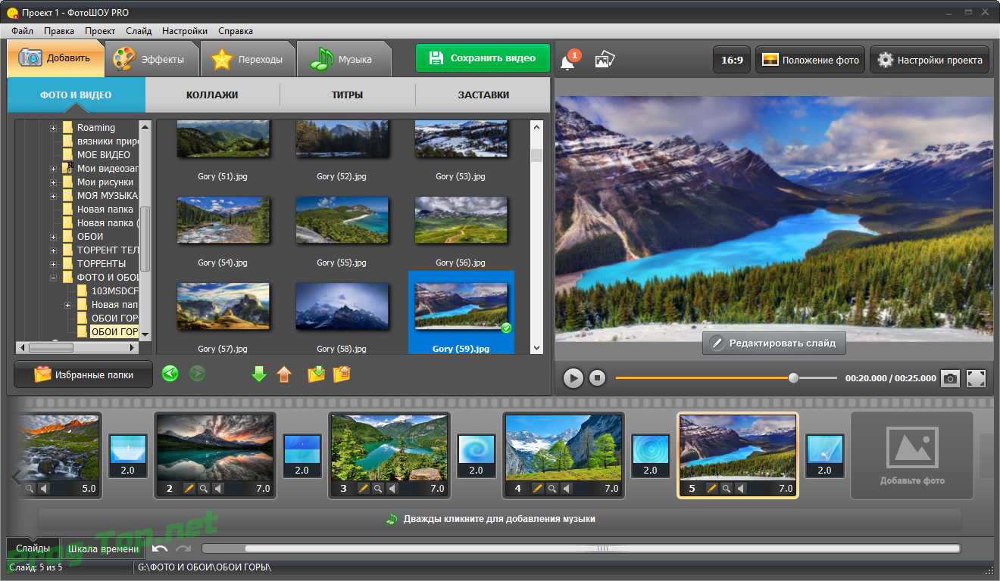 Проект 1 - ФотоШОУ PRO
Файл Правка Проект Слайд Настройки Справка
Добавить Эффекты Переходы Музыка Сохранить видео 1 16:9 Положение фото Настройки проекта
ФОТО И ВИДЕО КОЛЛАЖИ ТИТРЫ ЗАСТАВКИ
Roaming
вязники прир
МОЕ ВИДЕО
Мои видеозаг
Мои рисунки
МОЯ МУЗЫКА
Новая папка
Новая папка (
ОБОИ
ТОРРЕНТ ТЕЛ
ТОРРЕНТЫ
ФОТО И ОБОИ
103MSDCF
Новая пап
ОБОИ ГОР
ОБОИ ГОР
Gory (51).jpg Gory (52).jpg Gory (53).jpg
Gory (54).jpg Gory (55).jpg Gory (56).jpg
Gory (57).jpg Gory (58).jpg Gory (59).jpg
Избранные папки
Редактировать слайд
00:20.000 / 00:25.000
2.0 2.0 2.0 2.0 2.0
5.0 2 7.0 3 7.0 4 7.0 5 7.0
Добавьте фото
Дважды кликните для добавления музыки
Слайды Шкала времени
Prog Top.net
Слайд: 5 из 5 G:\ФОТО И ОБОИ\ОБОИ ГОРЫ\